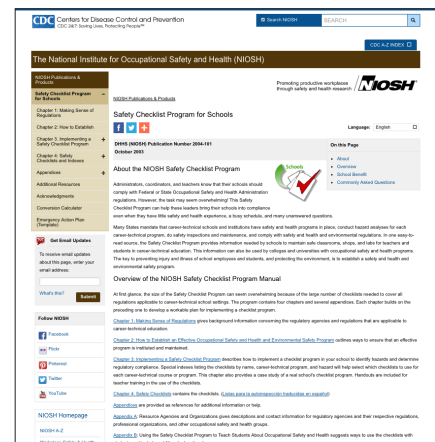 CDC Centers for Disease Control and Prevention
CDC 24/7: Saving Lives, Protecting People™
Search NIOSH
SEARCH
CDC A-Z INDEX
The National Institute for Occupational Safety and Health (NIOSH)
NIOSH Publications & Products
Safety Checklist Program for Schools
Chapter 1: Making Sense of Regulations
Chapter 2: How to Establish
Chapter 3: Implementing a Safety Checklist Program
Chapter 4: Safety Checklists and Indexes
Appendices
Additional Resources
Acknowledgments
Conversion Calculator
Emergency Action Plan (Template)
Get Email Updates
To receive email updates about this page, enter your email address:
What's this?
Submit
Follow NIOSH
Facebook
Flickr
Pinterest
Twitter
YouTube
NIOSH Homepage
NIOSH A-Z
Promoting productive workplaces
through safety and health research
NIOSH
NIOSH Publications & Products
Safety Checklist Program for Schools
Language: English
DHHS (NIOSH) Publication Number 2004-101
October 2003
On this Page
About
Overview
School Benefit
Commonly Asked Questions
About the NIOSH Safety Checklist Program
Schools
Administrators, coordinators, and teachers know that their schools should
comply with Federal or State Occupational Safety and Health Administration
regulations. However, the task may seem overwhelming! This Safety
Checklist Program can help these leaders bring their schools into compliance
even when they have little safety and health experience, a busy schedule, and many unanswered questions.
Many States mandate that career-technical schools and institutions have safety and health programs in place, conduct hazard analyses for each
career-technical program, do safety inspections and maintenance, and comply with safety and health and environmental regulations. In one easy-to-
read source, the Safety Checklist Program provides information needed by schools to maintain safe classrooms, shops, and labs for teachers and
students in career-technical education. This information can also be used by colleges and universities with occupational safety and health programs.
The key to preventing injury and illness of school employees and students, and protecting the environment, is to establish a safety and health and
environmental safety program.
Overview of the NIOSH Safety Checklist Program Manual
At first glance, the size of the Safety Checklist Program can seem overwhelming because of the large number of checklists needed to cover all
regulations applicable to career-technical school settings. The program contains four chapters and several appendices. Each chapter builds on the
preceding one to develop a workable plan for implementing a checklist program.
Chapter 1: Making Sense of Regulations gives background information concerning the regulatory agencies and regulations that are applicable to
career-technical education.
Chapter 2: How to Establish an Effective Occupational Safety and Health and Environmental Safety Program outlines ways to ensure that an effective
program is instituted and maintained.
Chapter 3: Implementing a Safety Checklist Program describes how to implement a checklist program in your school to identify hazards and determine
regulatory compliance. Special indexes listing the checklists by name, career-technical program, and hazard will help select which checklists to use for
each career-technical course or program. This chapter also provides a case study of a real school's checklist program. Handouts are included for
teacher training in the use of the checklists.
Chapter 4: Safety Checklists contains the checklists. (Listas para la autoinspección traducidas en español)
Appendices are provided as references for additional information or help.
Appendix A: Resource Agencies and Organizations gives descriptions and contact information for regulatory agencies and their respective regulations,
professional organizations, and other occupational safety and health groups.
Appendix B: Using the Safety Checklist Program to Teach Students About Occupational Safety and Health suggests ways to use the checklists with